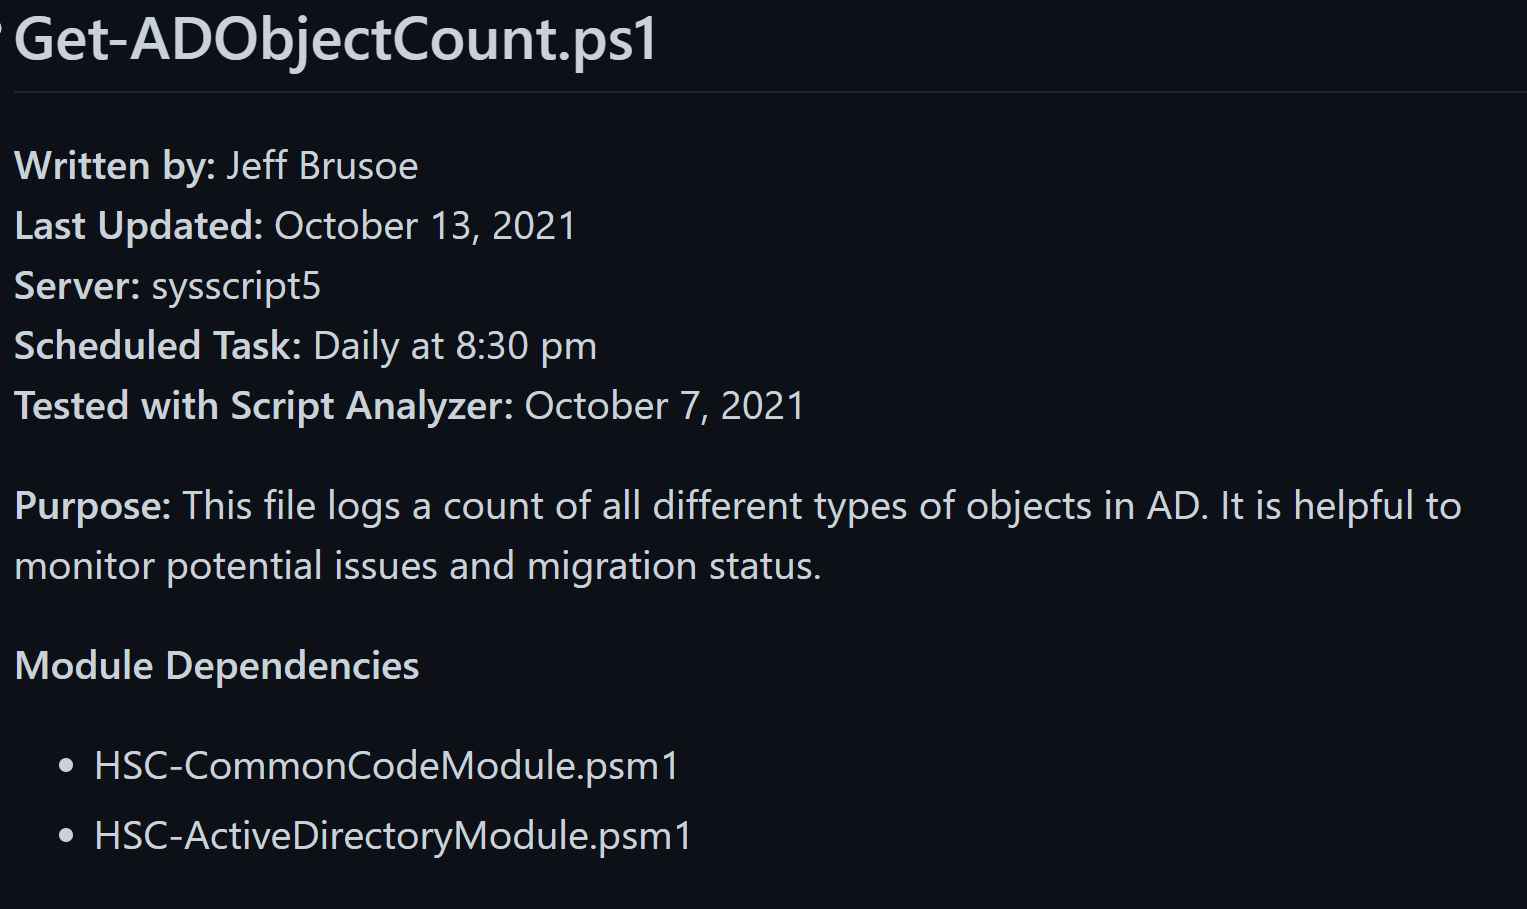 Get-ADObjectCount.ps1
Written by: Jeff Brusoe
Last Updated: October 13, 2021
Server: sysscript5
Scheduled Task: Daily at 8:30 pm
Tested with Script Analyzer: October 7, 2021
Purpose: This file logs a count of all different types of objects in AD. It is helpful to
monitor potential issues and migration status.
Module Dependencies
• HSC-CommonCodeModule.psm1
• HSC-ActiveDirectoryModule.psm1